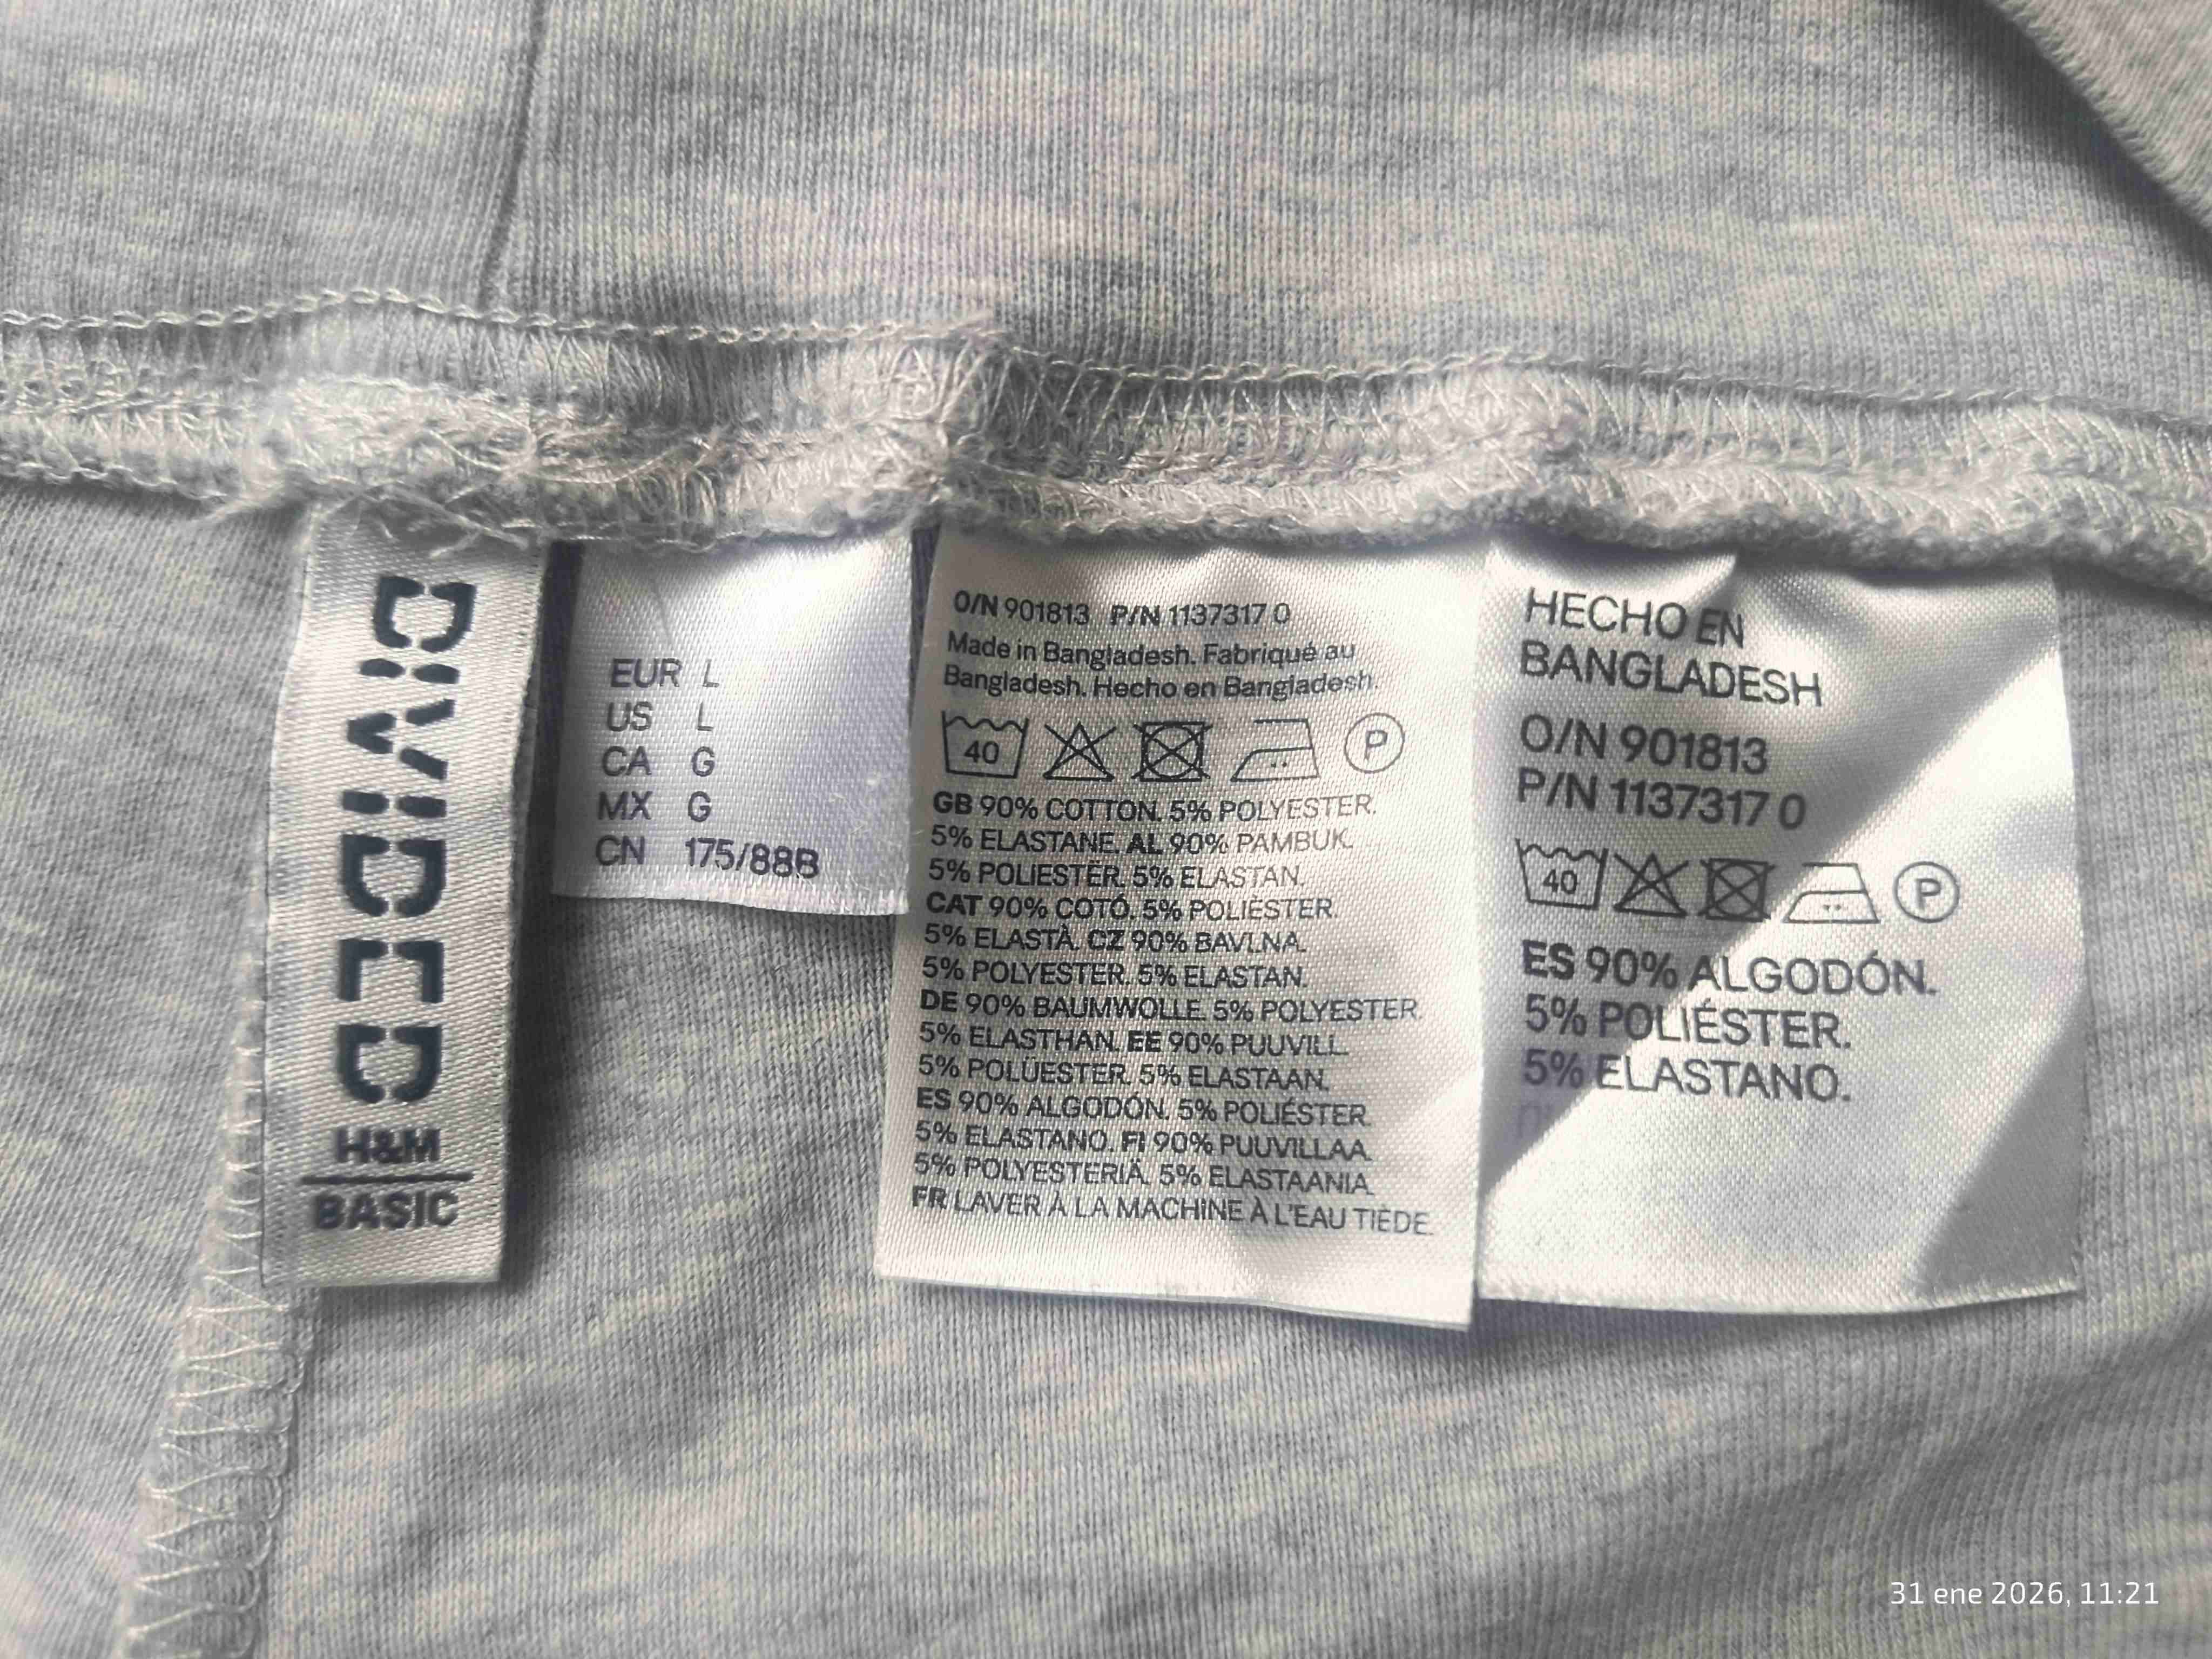 DIVIDED
H&M
BASIC
EUR L
US L
CA G
MX G
CN 175/88B
O/N 901813 P/N 1137317 0
Made in Bangladesh. Fabriqué au
Bangladesh. Hecho en Bangladesh.
40
P
GB 90% COTTON. 5% POLYESTER.
5% ELASTANE. AL 90% PAMBUK.
5% POLIESTËR. 5% ELASTAN.
CAT 90% COTÓ. 5% POLIÈSTER.
5% ELASTÀ. CZ 90% BAVLNA.
5% POLYESTER. 5% ELASTAN.
DE 90% BAUMWOLLE. 5% POLYESTER.
5% ELASTHAN. EE 90% PUUVILL.
5% POLÜESTER. 5% ELASTAAN.
ES 90% ALGODÓN. 5% POLIÉSTER.
5% ELASTANO. FI 90% PUUVILLAA.
5% POLYESTERIÄ. 5% ELASTAANIA.
FR LAVER À LA MACHINE À L'EAU TIÈDE.
HECHO EN
BANGLADESH
O/N 901813
P/N 1137317 0
40
P
ES 90% ALGODÓN.
5% POLIÉSTER.
5% ELASTANO.
31 ene 2026, 11:21